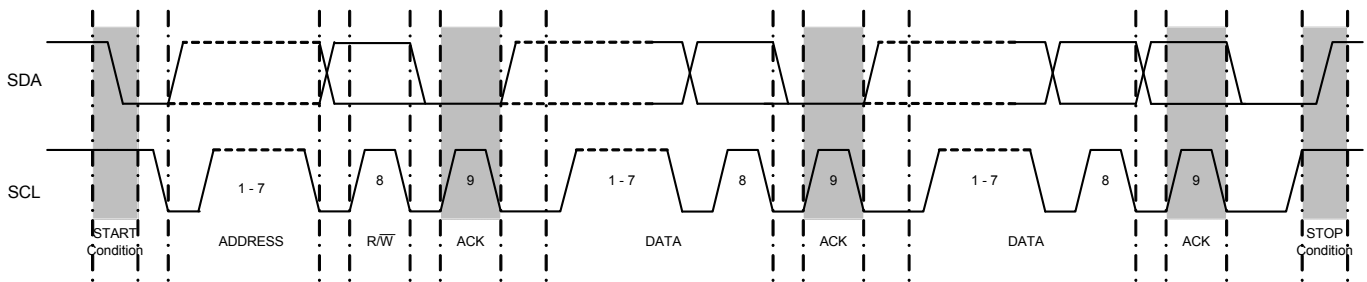 SDA
SCL
1 - 7
8
9
1 - 7
8
9
1 - 7
8
9
START
Condition
ADDRESS
R/W̅
ACK
DATA
ACK
DATA
ACK
STOP
Condition